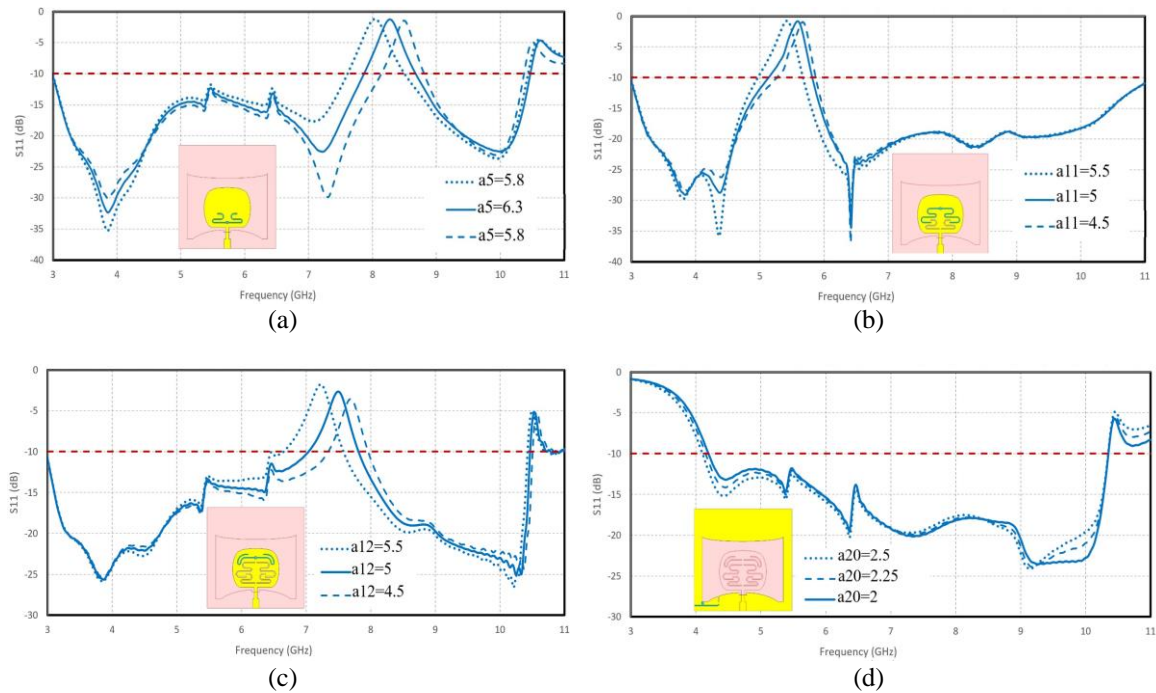 0
-5
-10
-15
-20
-25
-30
-35
-40
S11 (dB)
a5=5.8
a5=6.3
a5=5.8
3 4 5 6 7 8 9 10 11
Frequency (GHz)
(a)
0
-10
-20
-30
-40
S11 (dB)
a11=5.5
a11=5
a11=4.5
3 4 5 6 7 8 9 10 11
Frequency (GHz)
(b)
0
-5
-10
-15
-20
-25
-30
S11 (dB)
a12=5.5
a12=5
a12=4.5
3 4 5 6 7 8 9 10 11
Frequency (GHz)
(c)
0
-5
-10
-15
-20
-25
-30
S11 (dB)
a20=2.5
a20=2.25
a20=2
3 4 5 6 7 8 9 10 11
Frequency (GHz)
(d)